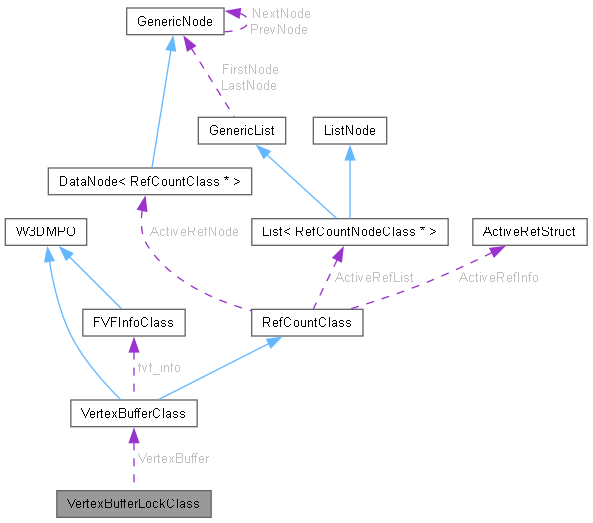 GenericNode
NextNode
PrevNode
FirstNode
LastNode
GenericList
ListNode
DataNode< RefCountClass * >
W3DMPO
ActiveRefNode
List< RefCountNodeClass * >
ActiveRefStruct
ActiveRefList
ActiveRefInfo
FVFInfoClass
RefCountClass
fvf_info
VertexBufferClass
VertexBuffer
VertexBufferLockClass